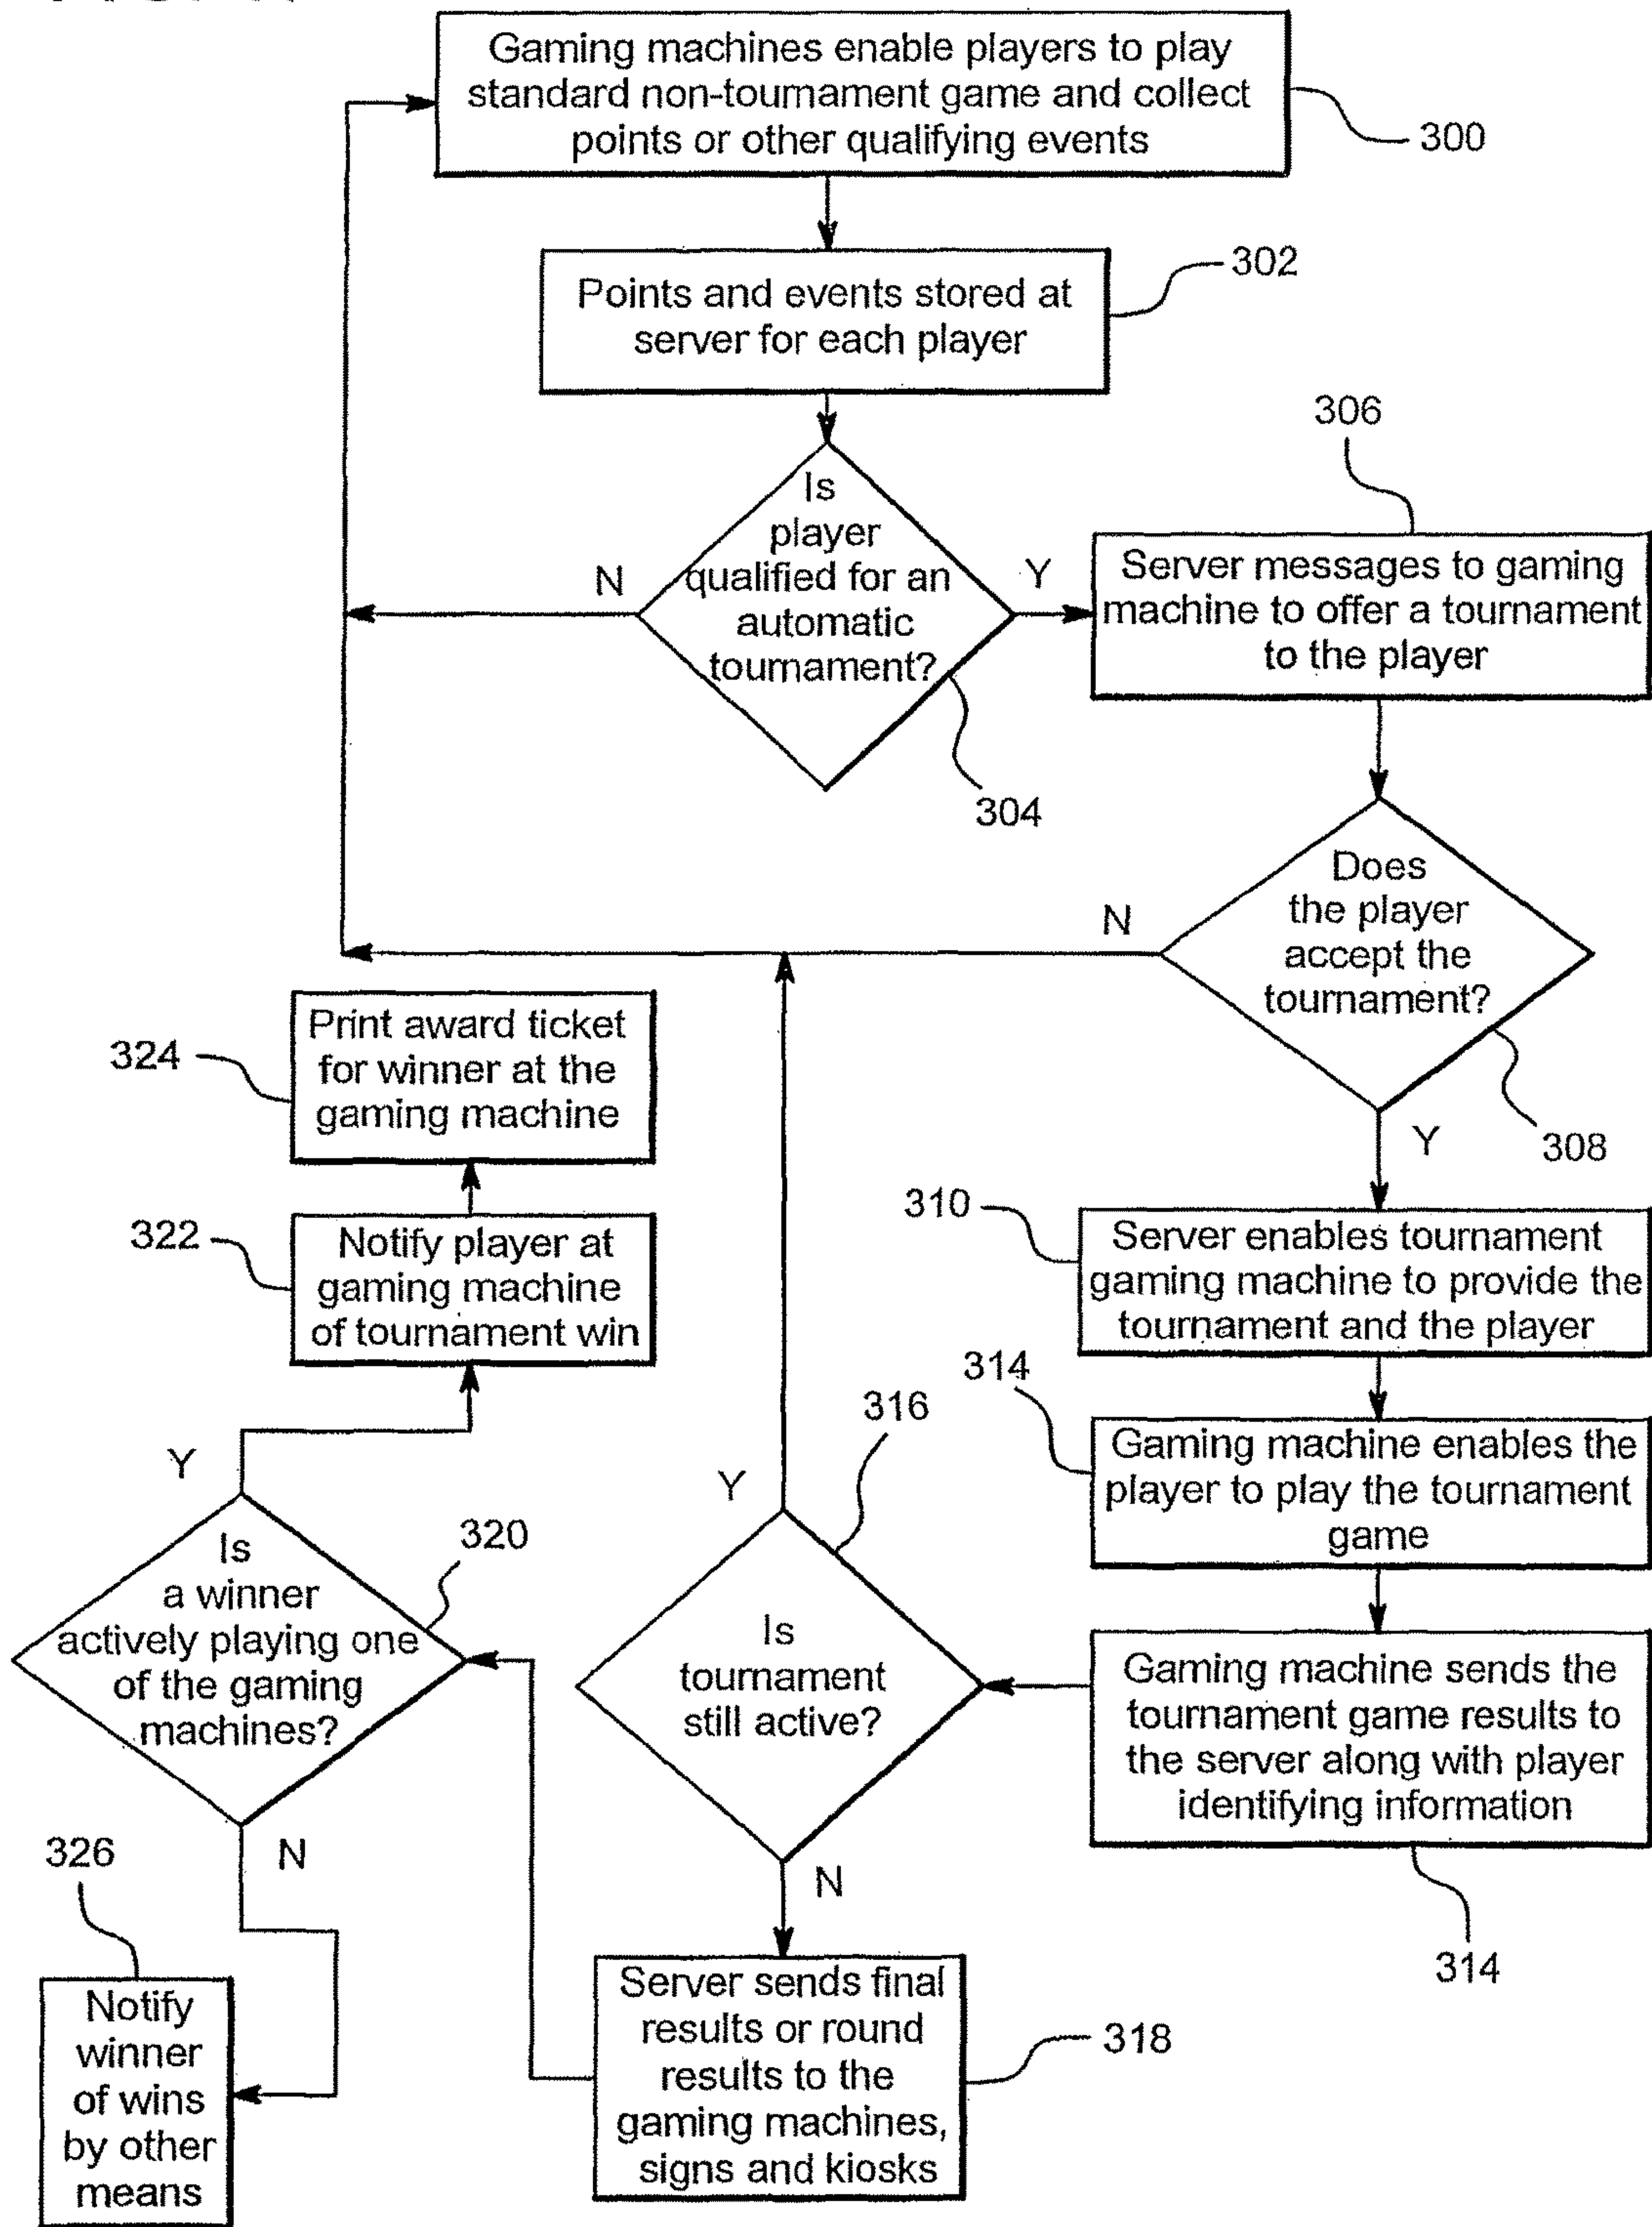 Gaming machines enable players to play
standard non-tournament game and collect
points or other qualifying events
300
Points and events stored at
server for each player
302
Is
player
qualified for an
automatic
tournament?
N
Y
304
306
Server messages to gaming
machine to offer a tournament
to the player
Does
the player
accept the
tournament?
N
Y
308
310
Server enables tournament
gaming machine to provide the
tournament and the player
314
Gaming machine enables the
player to play the tournament
game
Gaming machine sends the
tournament game results to
the server along with player
identifying information
314
316
Is
tournament
still active?
Y
N
Server sends final
results or round
results to the
gaming machines,
signs and kiosks
318
320
Is
a winner
actively playing one
of the gaming
machines?
Y
N
322
Notify player at
gaming machine
of tournament win
324
Print award ticket
for winner at the
gaming machine
326
Notify
winner
of wins
by other
means